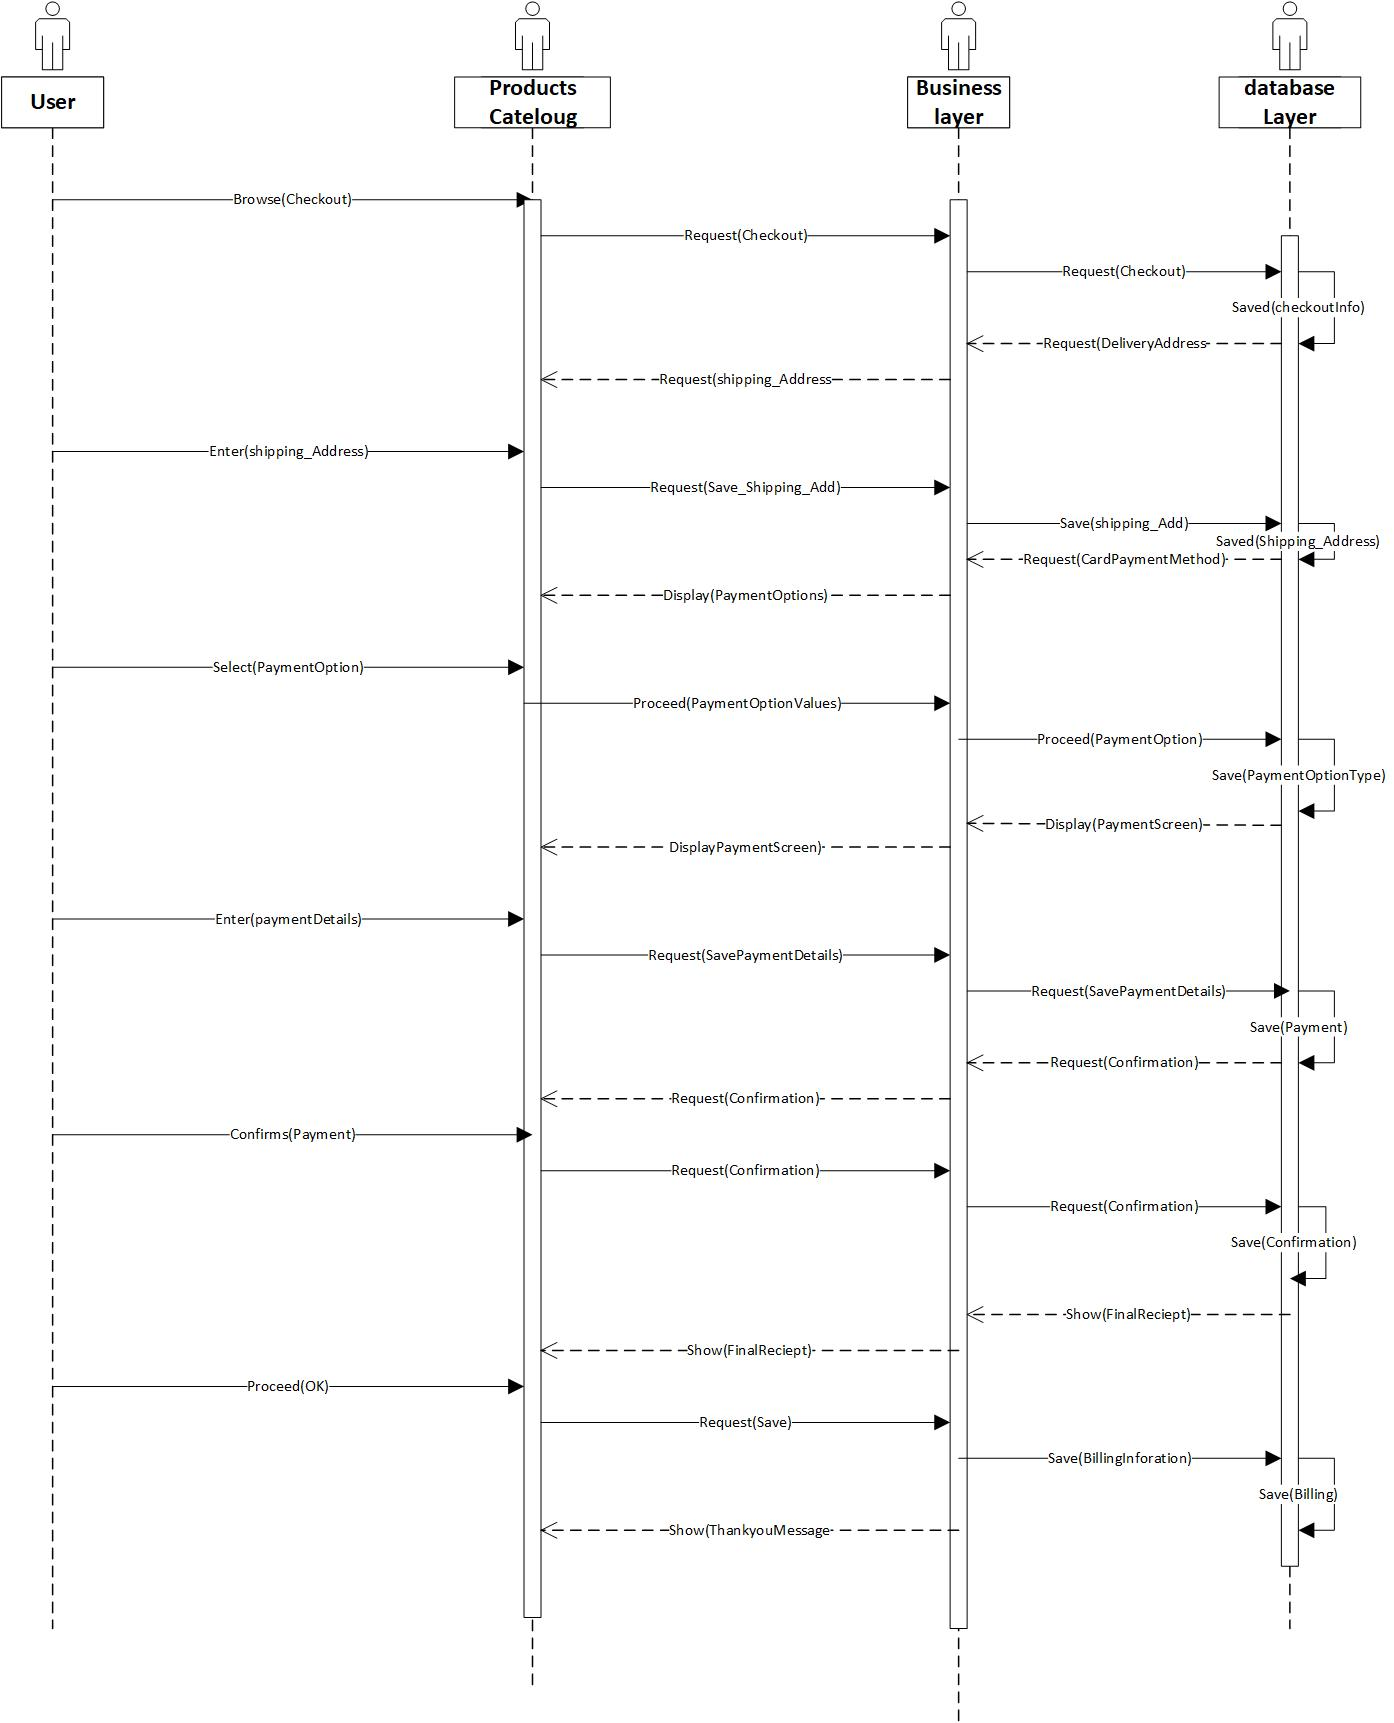 User
Products
Cateloug
Business
layer
database
Layer
Browse(Checkout)
Request(Checkout)
Request(Checkout)
Saved(checkoutInfo)
Request(DeliveryAddress
Request(shipping_Address
Enter(shipping_Address)
Request(Save_Shipping_Add)
Save(shipping_Add)
Saved(Shipping_Address)
Request(CardPaymentMethod)
Display(PaymentOptions)
Select(PaymentOption)
Proceed(PaymentOptionValues)
Proceed(PaymentOption)
Save(PaymentOptionType)
Display(PaymentScreen)
DisplayPaymentScreen)
Enter(paymentDetails)
Request(SavePaymentDetails)
Request(SavePaymentDetails)
Save(Payment)
Request(Confirmation)
Request(Confirmation)
Confirms(Payment)
Request(Confirmation)
Request(Confirmation)
Save(Confirmation)
Show(FinalReciept)
Show(FinalReciept)
Proceed(OK)
Request(Save)
Save(BillingInforation)
Save(Billing)
Show(ThankyouMessage